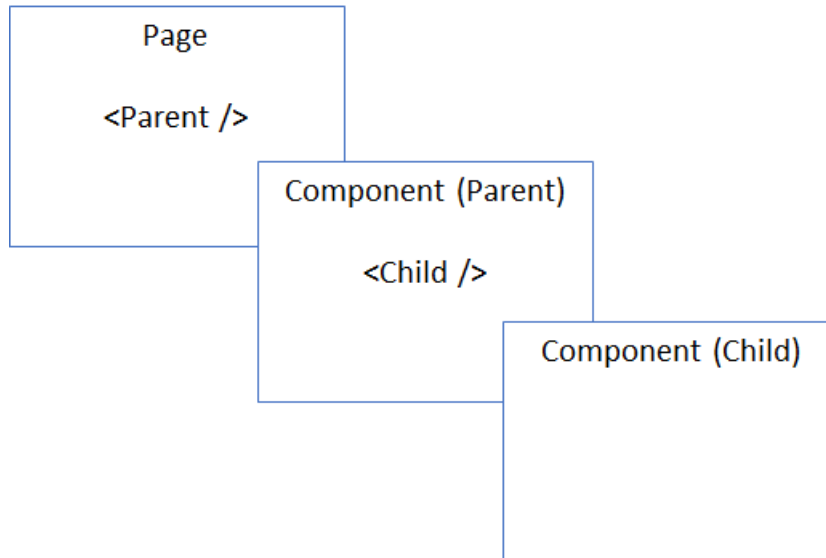 Page
<Parent />
Component (Parent)
<Child />
Component (Child)